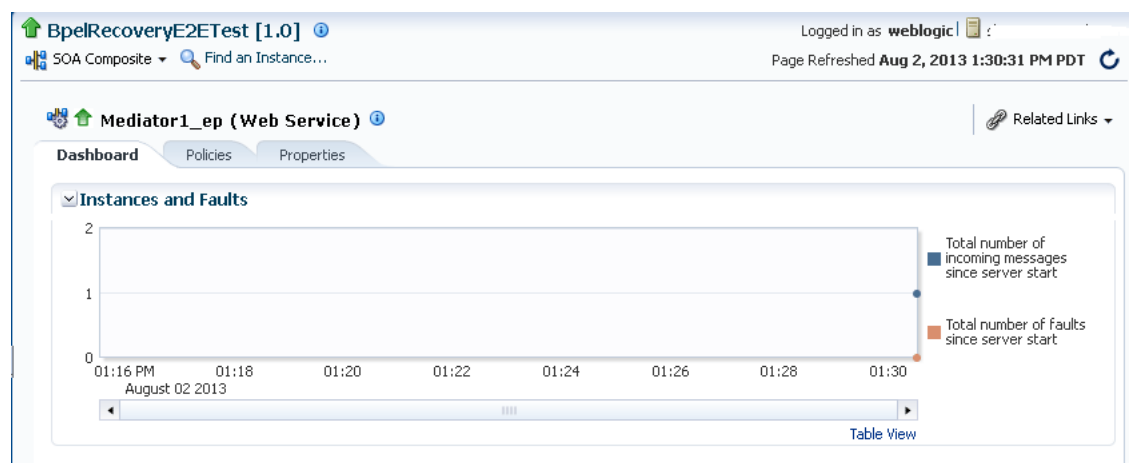 BpelRecoveryE2ETest [1.0]
Logged in as weblogic|
SOA Composite Find an Instance...
Page Refreshed Aug 2, 2013 1:30:31 PM PDT
Mediator1_ep (Web Service)
Related Links
Dashboard Policies Properties
Instances and Faults
2
1
0
Total number of
incoming messages
since server start
Total number of faults
since server start
01:16 PM 01:18 01:20 01:22 01:24 01:26 01:28 01:30
August 02 2013
Table View